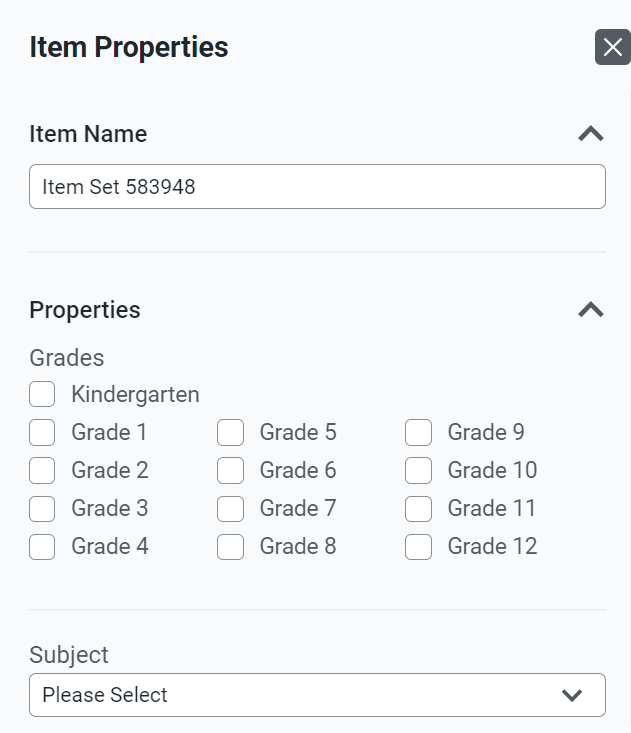 Item Properties
Item Name
Item Set 583948
Properties
Grades
Kindergarten
Grade 1 Grade 5 Grade 9
Grade 2 Grade 6 Grade 10
Grade 3 Grade 7 Grade 11
Grade 4 Grade 8 Grade 12
Subject
Please Select